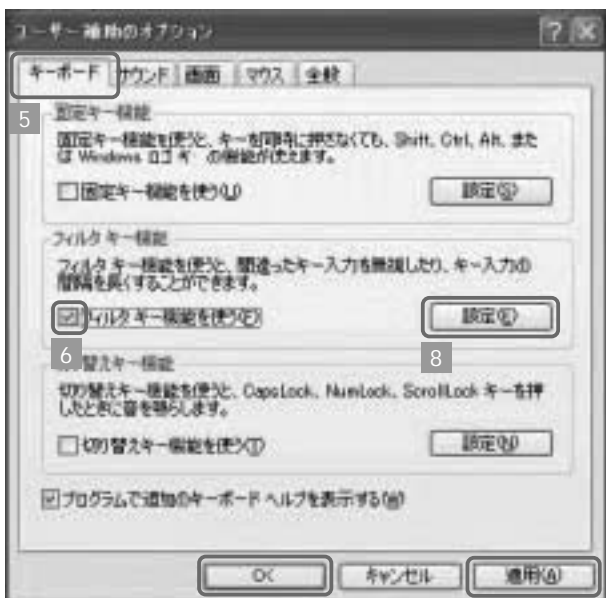 ユーザー補助のオプション
キーボード サウンド 画面 マウス 全般
5
固定キー機能
固定キー機能を使うと、キーを同時に押さなくても、Shift、Ctrl、Alt、また
は Windows ロゴ キー の機能が使えます。
固定キー機能を使う(U)
設定(S)
フィルタ キー機能
フィルタ キー機能を使うと、間違ったキー入力を無視したり、キー入力の
間隔を長くすることができます。
フィルタ キー機能を使う(F)
設定(E)
6
8
替えキー機能
切り替えキー機能を使うと、CapsLock、NumLock、ScrollLock キーを押
したときに音を鳴らします。
切り替えキー機能を使う(T)
設定(N)
プログラムで追加のキーボード ヘルプを表示する(W)
OK キャンセル 適用(A)